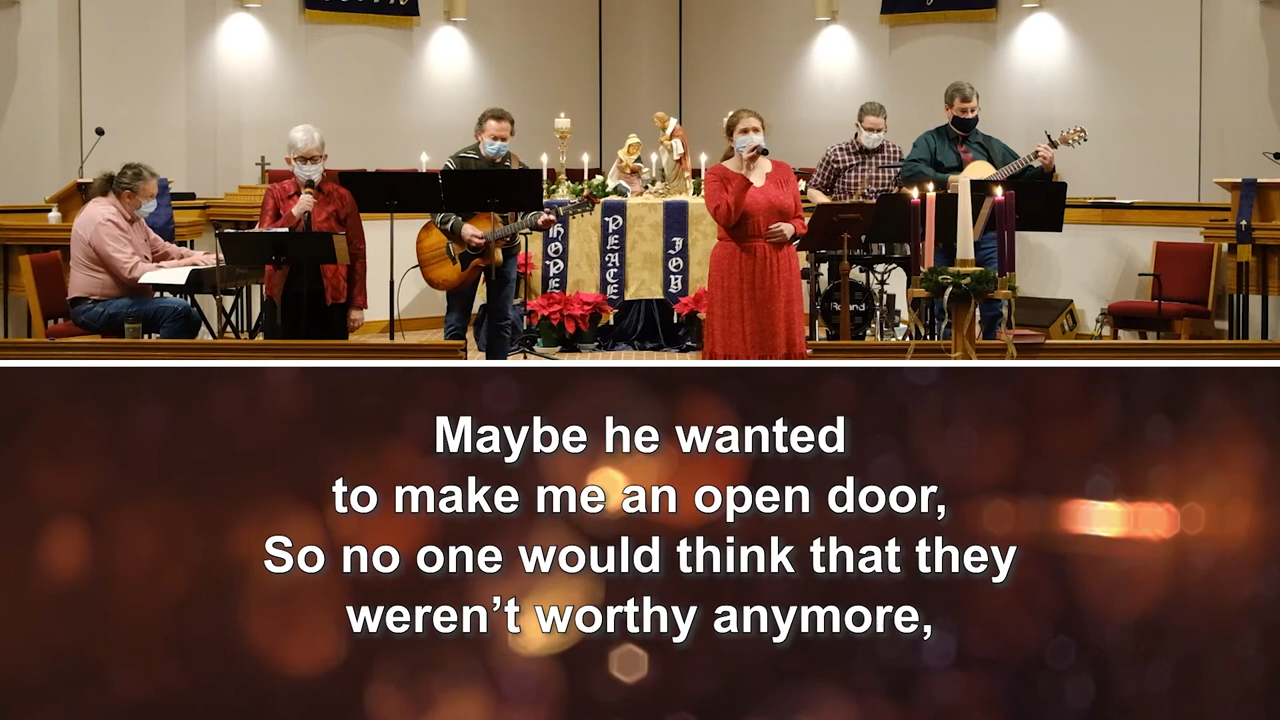 HOPE
PEACE
JOY
Roland
Maybe he wanted
to make me an open door,
So no one would think that they
weren’t worthy anymore,